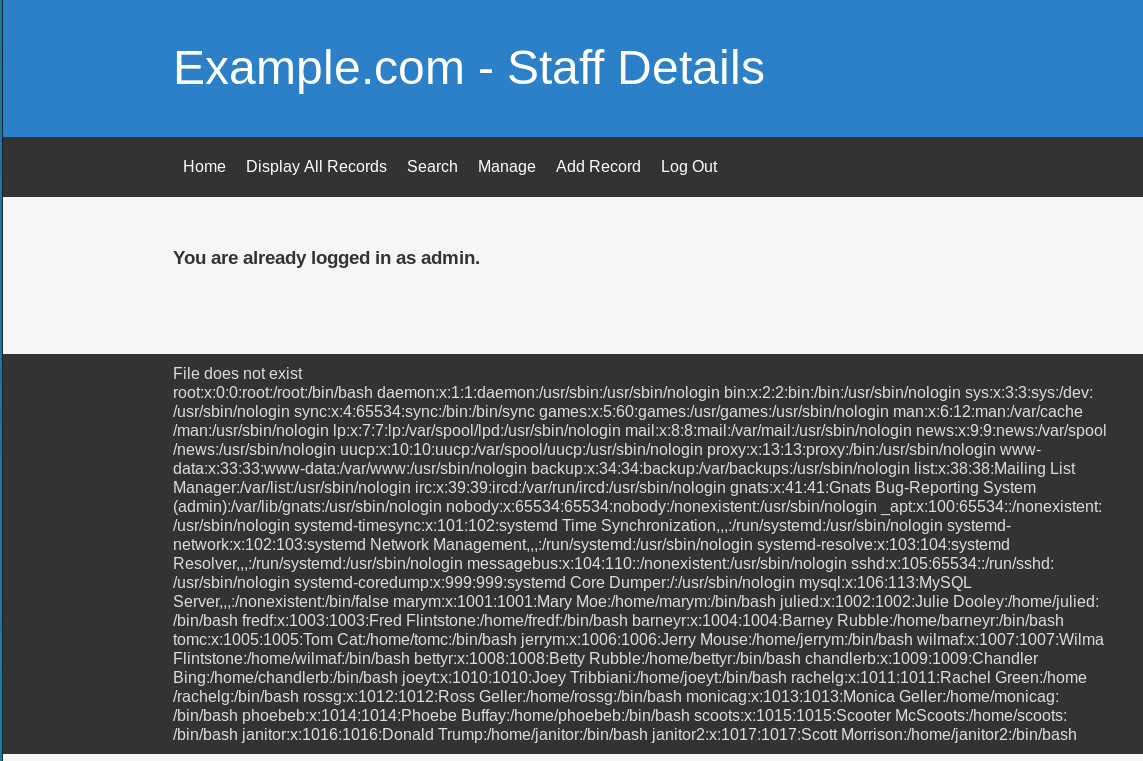 Example.com - Staff Details
Home Display All Records Search Manage Add Record Log Out
You are already logged in as admin.
File does not exist
root:x:0:0:root:/root:/bin/bash daemon:x:1:1:daemon:/usr/sbin:/usr/sbin/nologin bin:x:2:2:bin:/bin:/usr/sbin/nologin sys:x:3:3:sys:/dev:
/usr/sbin/nologin sync:x:4:65534:sync:/bin:/bin/sync games:x:5:60:games:/usr/games:/usr/sbin/nologin man:x:6:12:man:/var/cache
/man:/usr/sbin/nologin lp:x:7:7:lp:/var/spool/lpd:/usr/sbin/nologin mail:x:8:8:mail:/var/mail:/usr/sbin/nologin news:x:9:9:news:/var/spool
/news:/usr/sbin/nologin uucp:x:10:10:uucp:/var/spool/uucp:/usr/sbin/nologin proxy:x:13:13:proxy:/bin:/usr/sbin/nologin www-
data:x:33:33:www-data:/var/www:/usr/sbin/nologin backup:x:34:34:backup:/var/backups:/usr/sbin/nologin list:x:38:38:Mailing List
Manager:/var/list:/usr/sbin/nologin irc:x:39:39:ircd:/var/run/ircd:/usr/sbin/nologin gnats:x:41:41:Gnats Bug-Reporting System
(admin):/var/lib/gnats:/usr/sbin/nologin nobody:x:65534:65534:nobody:/nonexistent:/usr/sbin/nologin _apt:x:100:65534::/nonexistent:
/usr/sbin/nologin systemd-timesync:x:101:102:systemd Time Synchronization,,,:/run/systemd:/usr/sbin/nologin systemd-
network:x:102:103:systemd Network Management,,,:/run/systemd:/usr/sbin/nologin systemd-resolve:x:103:104:systemd
Resolver,,,:/run/systemd:/usr/sbin/nologin messagebus:x:104:110::/nonexistent:/usr/sbin/nologin sshd:x:105:65534::/run/sshd:
/usr/sbin/nologin systemd-coredump:x:999:999:systemd Core Dumper:/:/usr/sbin/nologin mysql:x:106:113:MySQL
Server,,,:/nonexistent:/bin/false marym:x:1001:1001:Mary Moe:/home/marym:/bin/bash julied:x:1002:1002:Julie Dooley:/home/julied:
/bin/bash fredf:x:1003:1003:Fred Flintstone:/home/fredf:/bin/bash barneyr:x:1004:1004:Barney Rubble:/home/barneyr:/bin/bash
tomc:x:1005:1005:Tom Cat:/home/tomc:/bin/bash jerrym:x:1006:1006:Jerry Mouse:/home/jerrym:/bin/bash wilmaf:x:1007:1007:Wilma
Flintstone:/home/wilmaf:/bin/bash bettyr:x:1008:1008:Betty Rubble:/home/bettyr:/bin/bash chandlerb:x:1009:1009:Chandler
Bing:/home/chandlerb:/bin/bash joeyt:x:1010:1010:Joey Tribbiani:/home/joeyt:/bin/bash rachelg:x:1011:1011:Rachel Green:/home
/rachelg:/bin/bash rossg:x:1012:1012:Ross Geller:/home/rossg:/bin/bash monicag:x:1013:1013:Monica Geller:/home/monicag:
/bin/bash phoebeb:x:1014:1014:Phoebe Buffay:/home/phoebeb:/bin/bash scoots:x:1015:1015:Scooter McScoots:/home/scoots:
/bin/bash janitor:x:1016:1016:Donald Trump:/home/janitor:/bin/bash janitor2:x:1017:1017:Scott Morrison:/home/janitor2:/bin/bash